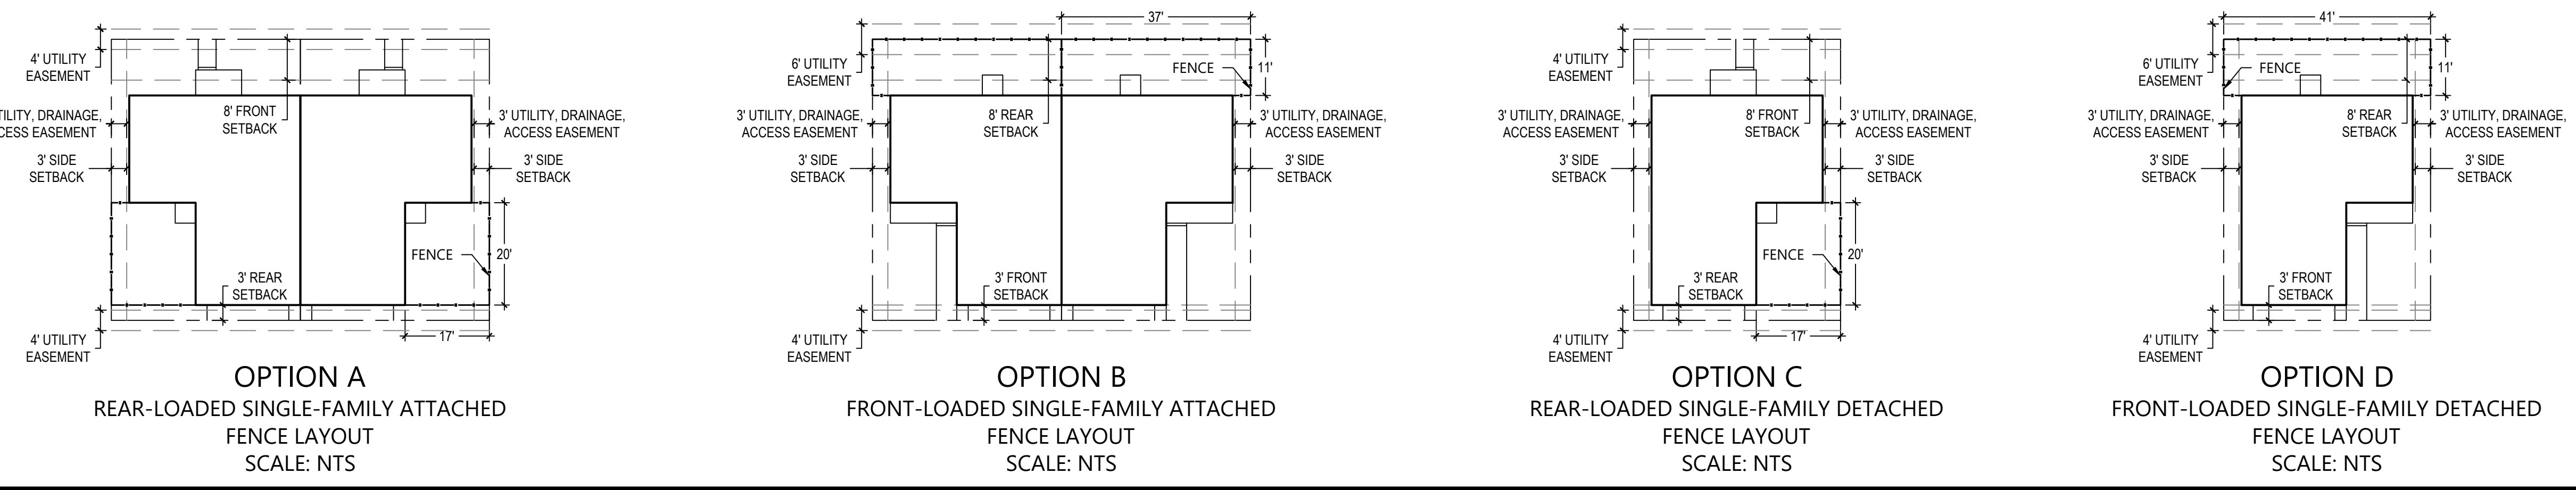 4' UTILITY
EASEMENT
TILITY, DRAINAGE,
CESS EASEMENT
3' SIDE
SETBACK
8' FRONT
SETBACK
3' UTILITY, DRAINAGE,
ACCESS EASEMENT
3' SIDE
SETBACK
FENCE
20'
3' REAR
SETBACK
4' UTILITY
EASEMENT
17'
OPTION A
REAR-LOADED SINGLE-FAMILY ATTACHED
FENCE LAYOUT
SCALE: NTS
37'
6' UTILITY
EASEMENT
FENCE
11'
3' UTILITY, DRAINAGE,
ACCESS EASEMENT
8' REAR
SETBACK
3' UTILITY, DRAINAGE,
ACCESS EASEMENT
3' SIDE
SETBACK
3' SIDE
SETBACK
3' FRONT
SETBACK
4' UTILITY
EASEMENT
OPTION B
FRONT-LOADED SINGLE-FAMILY ATTACHED
FENCE LAYOUT
SCALE: NTS
4' UTILITY
EASEMENT
3' UTILITY, DRAINAGE,
ACCESS EASEMENT
8' FRONT
SETBACK
3' UTILITY, DRAINAGE,
ACCESS EASEMENT
3' SIDE
SETBACK
3' SIDE
SETBACK
FENCE
20'
3' REAR
SETBACK
4' UTILITY
EASEMENT
17'
OPTION C
REAR-LOADED SINGLE-FAMILY DETACHED
FENCE LAYOUT
SCALE: NTS
41'
6' UTILITY
EASEMENT
FENCE
11'
3' UTILITY, DRAINAGE,
ACCESS EASEMENT
8' REAR
SETBACK
3' UTILITY, DRAINAGE,
ACCESS EASEMENT
3' SIDE
SETBACK
3' SIDE
SETBACK
3' FRONT
SETBACK
4' UTILITY
EASEMENT
OPTION D
FRONT-LOADED SINGLE-FAMILY DETACHED
FENCE LAYOUT
SCALE: NTS